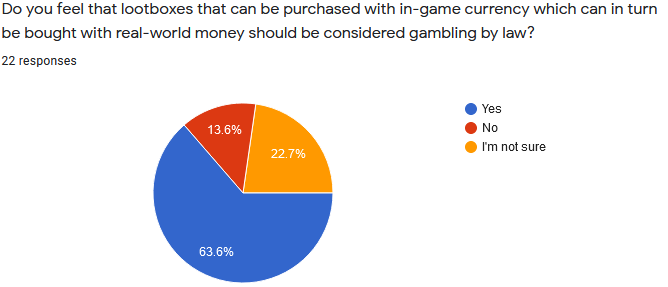 Do you feel that lootboxes that can be purchased with in-game currency which can in turn
be bought with real-world money should be considered gambling by law?
22 responses
Yes
No
I'm not sure
13.6%
22.7%
63.6%